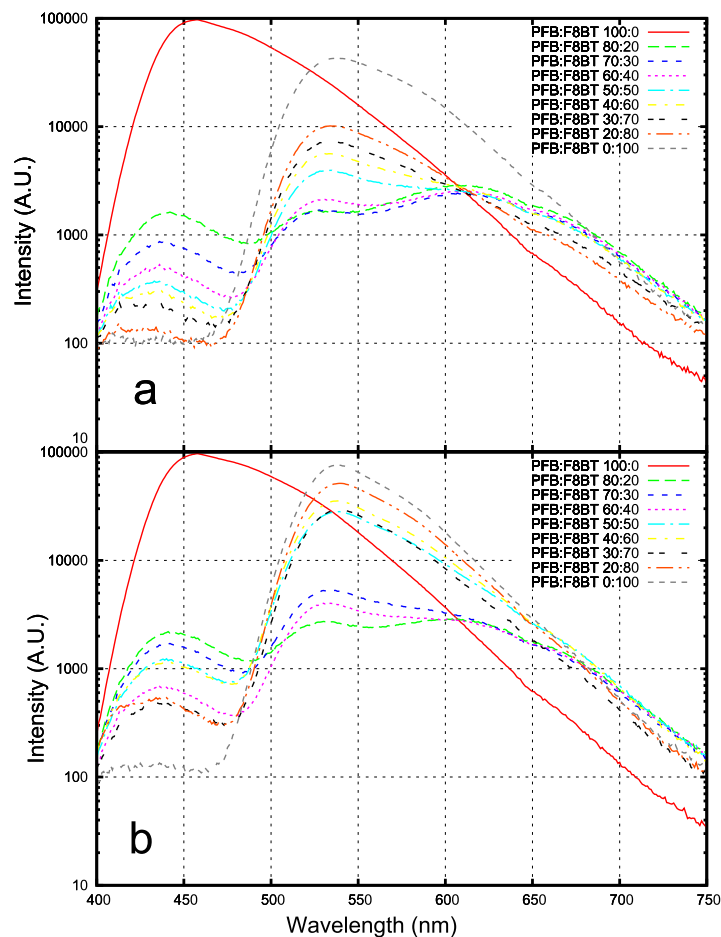 100000
10000
1000
100
10
Intensity (A.U.)
PFB:F8BT 100:0
PFB:F8BT 80:20
PFB:F8BT 70:30
PFB:F8BT 60:40
PFB:F8BT 50:50
PFB:F8BT 40:60
PFB:F8BT 30:70
PFB:F8BT 20:80
PFB:F8BT 0:100
a
100000
10000
1000
100
10
Intensity (A.U.)
PFB:F8BT 100:0
PFB:F8BT 80:20
PFB:F8BT 70:30
PFB:F8BT 60:40
PFB:F8BT 50:50
PFB:F8BT 40:60
PFB:F8BT 30:70
PFB:F8BT 20:80
PFB:F8BT 0:100
b
400 450 500 550 600 650 700 750
Wavelength (nm)